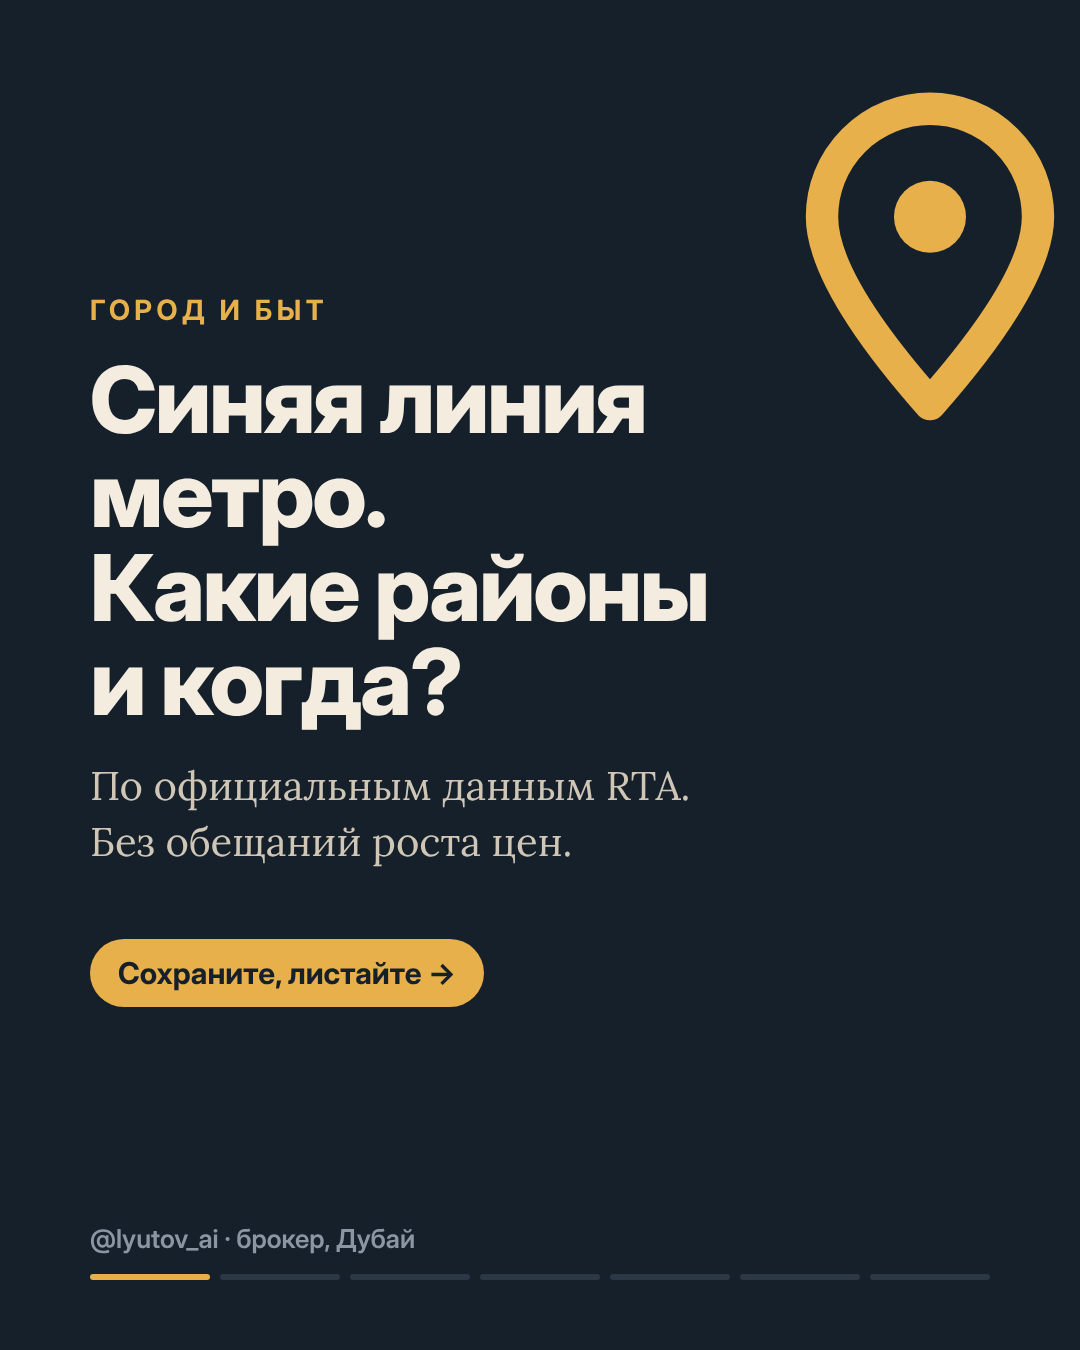 ГОРОД И БЫТ
Синяя линия
метро.
Какие районы
и когда?
По официальным данным RTA.
Без обещаний роста цен.
Сохраните, листайте →
@lyutov_ai · брокер, Дубай